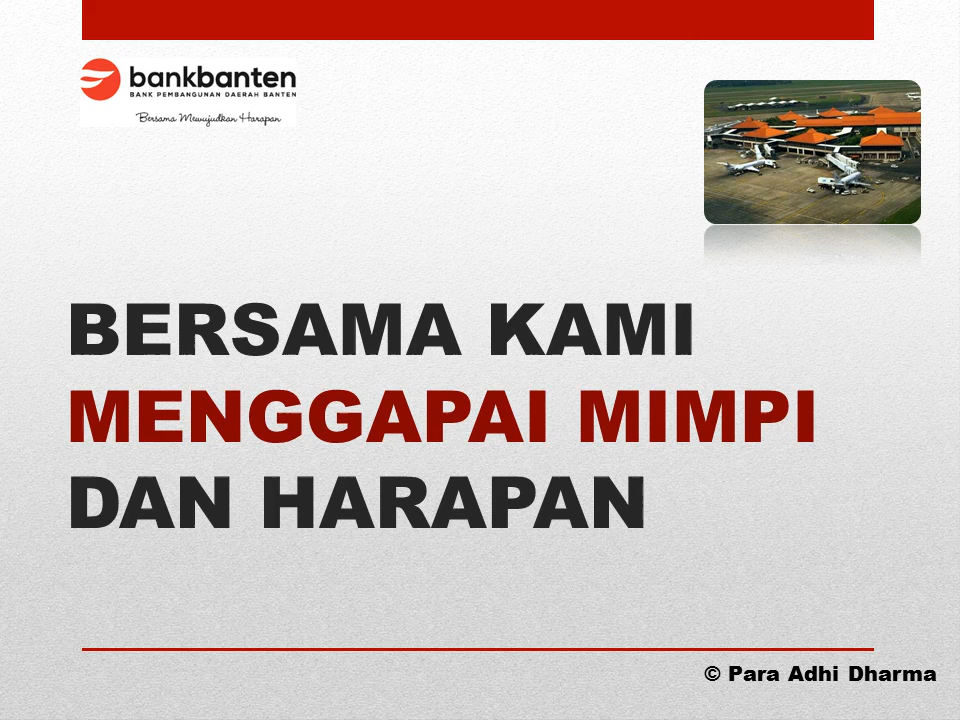 bankbanten
BANK PEMBANGUNAN DAERAH BANTEN
Bersama Mewujudkan Harapan
BERSAMA KAMI
MENGGAPAI MIMPI
DAN HARAPAN
© Para Adhi Dharma